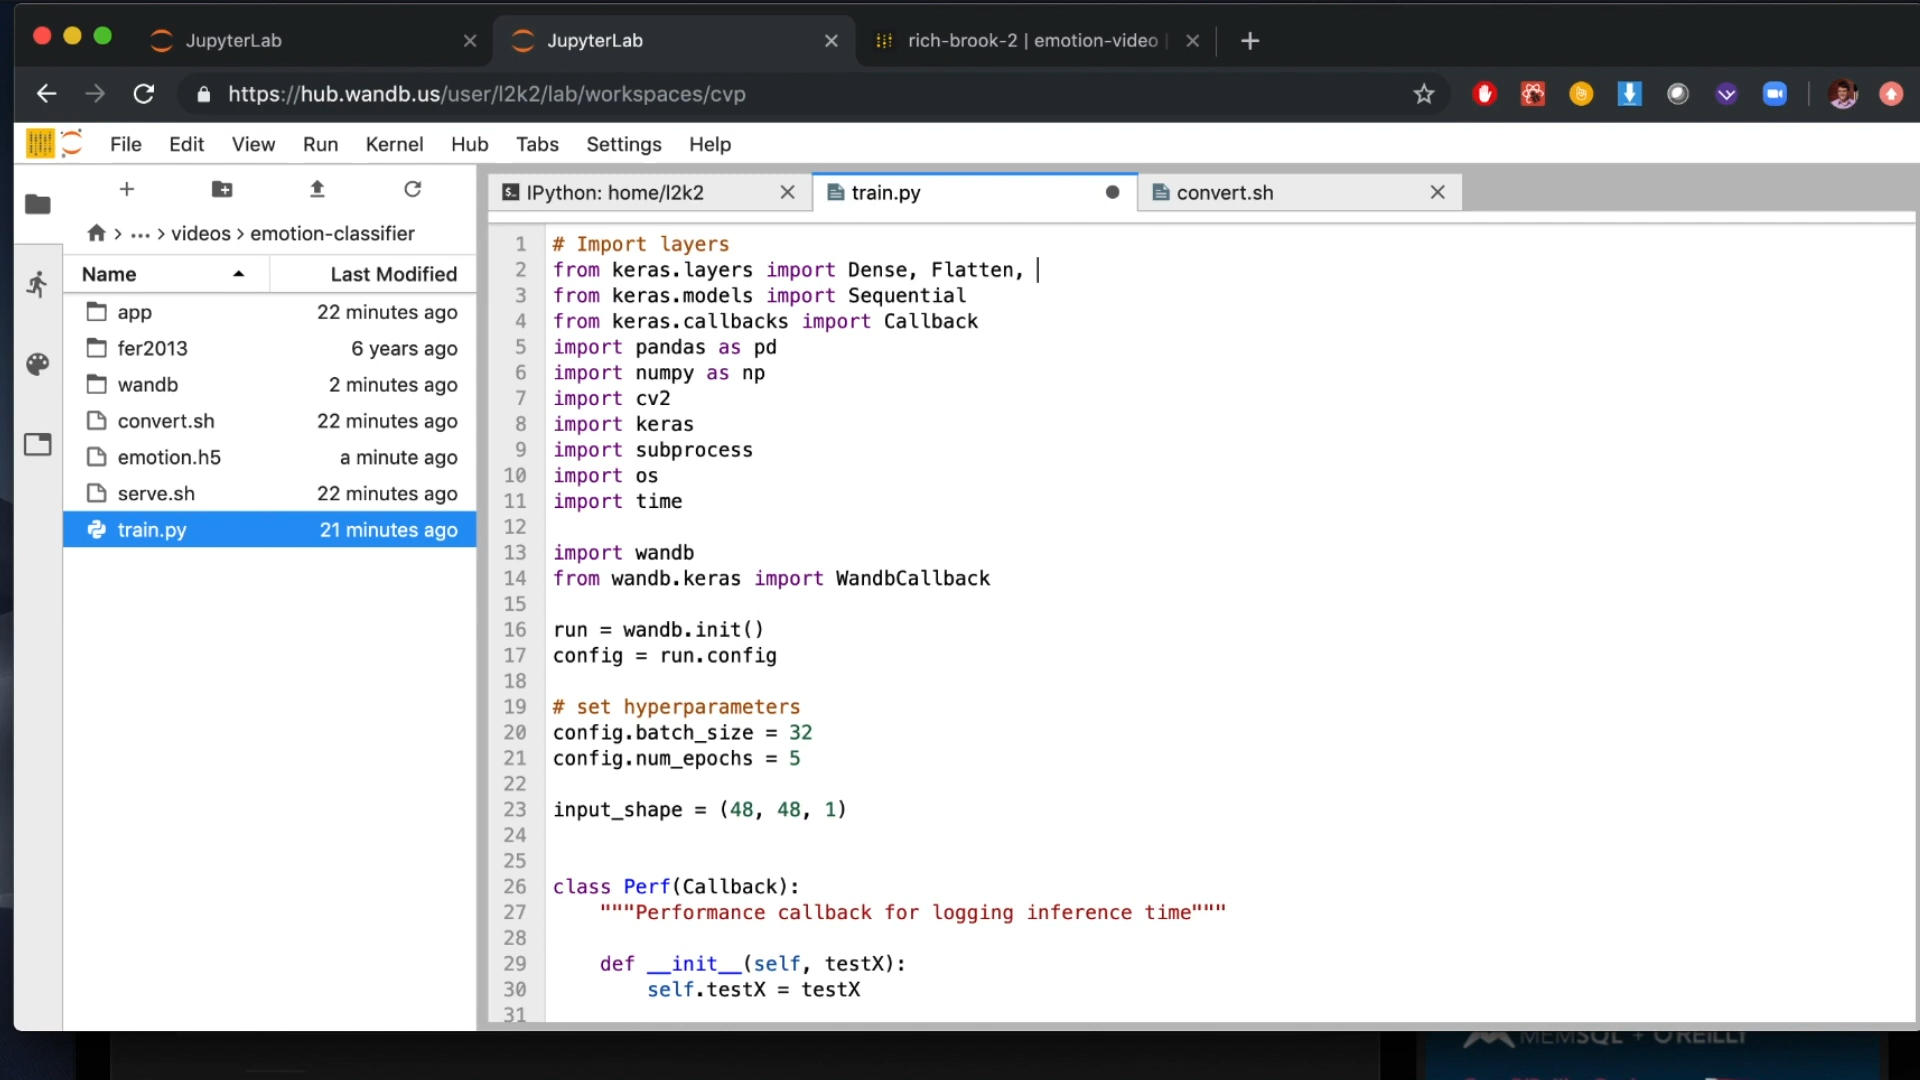 JupyterLab
JupyterLab
rich-brook-2 | emotion-video |
https://hub.wandb.us/user/l2k2/lab/workspaces/cvp
File Edit View Run Kernel Hub Tabs Settings Help
IPython: home/l2k2
train.py
convert.sh
> … > videos > emotion-classifier
Name Last Modified
app 22 minutes ago
fer2013 6 years ago
wandb 2 minutes ago
convert.sh 22 minutes ago
emotion.h5 a minute ago
serve.sh 22 minutes ago
train.py 21 minutes ago
1 # Import layers
2 from keras.layers import Dense, Flatten,
3 from keras.models import Sequential
4 from keras.callbacks import Callback
5 import pandas as pd
6 import numpy as np
7 import cv2
8 import keras
9 import subprocess
10 import os
11 import time
12
13 import wandb
14 from wandb.keras import WandbCallback
15
16 run = wandb.init()
17 config = run.config
18
19 # set hyperparameters
20 config.batch_size = 32
21 config.num_epochs = 5
22
23 input_shape = (48, 48, 1)
24
25
26 class Perf(Callback):
27 """Performance callback for logging inference time"""
28
29 def __init__(self, testX):
30 self.testX = testX
31
MEMSQL + O'REILLY